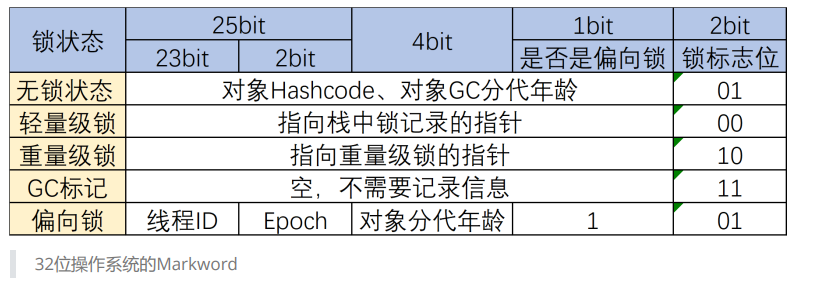 锁状态 25bit 4bit 1bit 2bit
23bit 2bit 是否是偏向锁 锁标志位
无锁状态 对象Hashcode、对象GC分代年龄 01
轻量级锁 指向栈中锁记录的指针 00
重量级锁 指向重量级锁的指针 10
GC标记 空，不需要记录信息 11
偏向锁 线程ID Epoch 对象分代年龄 1 01
32位操作系统的Markword